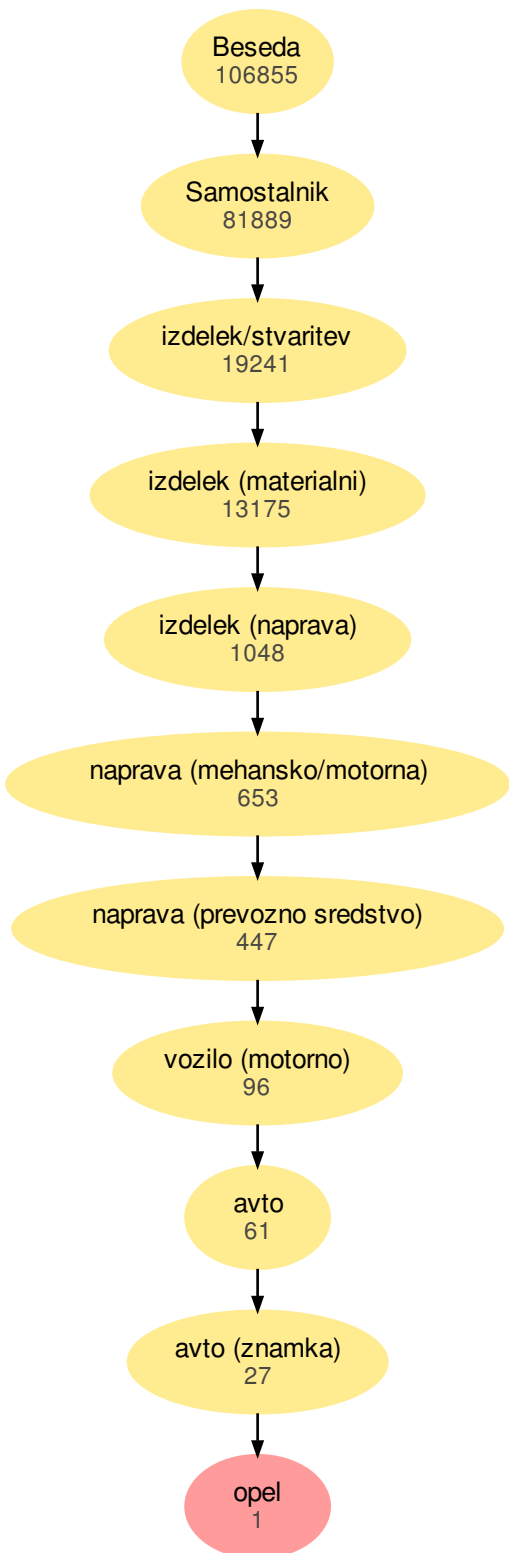 Beseda
106855
Samostalnik
81889
izdelek/stvaritev
19241
izdelek (materialni)
13175
izdelek (naprava)
1048
naprava (mehansko/motorna)
653
naprava (prevozno sredstvo)
447
vozilo (motorno)
96
avto
61
avto (znamka)
27
opel
1